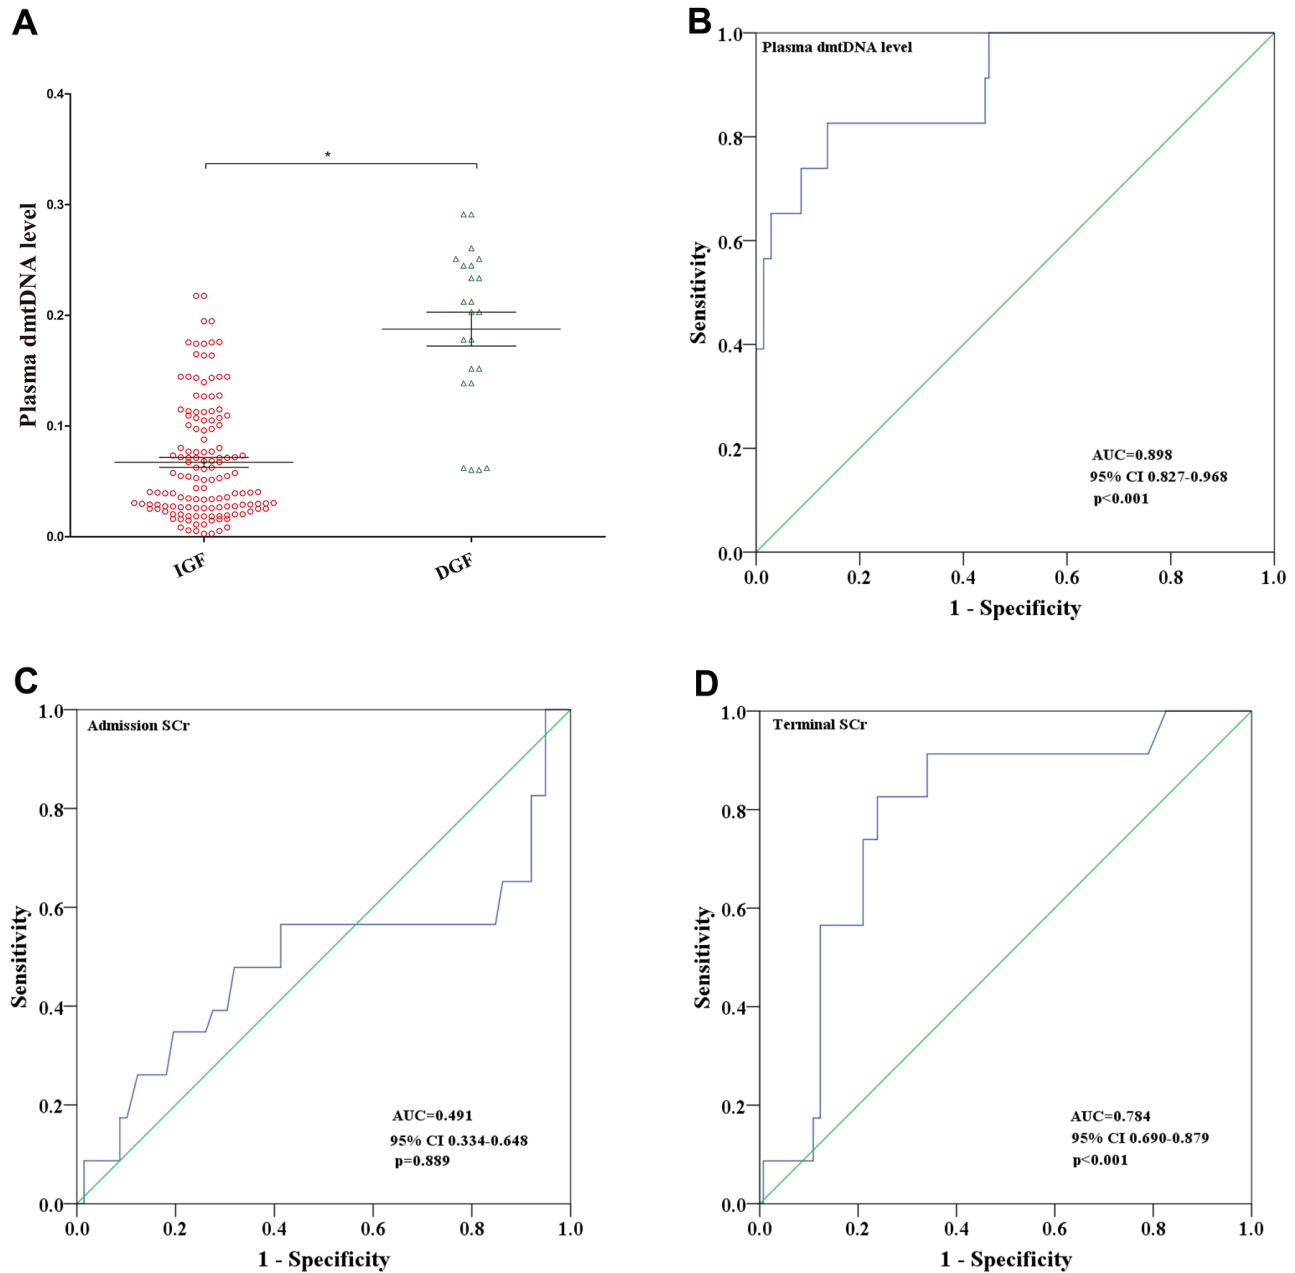 A
Plasma dmtDNA level
0.4
0.3
0.2
0.1
0.0
*
IGF
DGF
B
Plasma dmtDNA level
Sensitivity
1.0
0.8
0.6
0.4
0.2
0.0
AUC=0.898
95% CI 0.827-0.968
p<0.001
0.0 0.2 0.4 0.6 0.8 1.0
1 - Specificity
C
Admission SCr
Sensitivity
1.0
0.8
0.6
0.4
0.2
0.0
AUC=0.491
95% CI 0.334-0.648
p=0.889
0.0 0.2 0.4 0.6 0.8 1.0
1 - Specificity
D
Terminal SCr
Sensitivity
1.0
0.8
0.6
0.4
0.2
0.0
AUC=0.784
95% CI 0.690-0.879
p<0.001
0.0 0.2 0.4 0.6 0.8 1.0
1 - Specificity